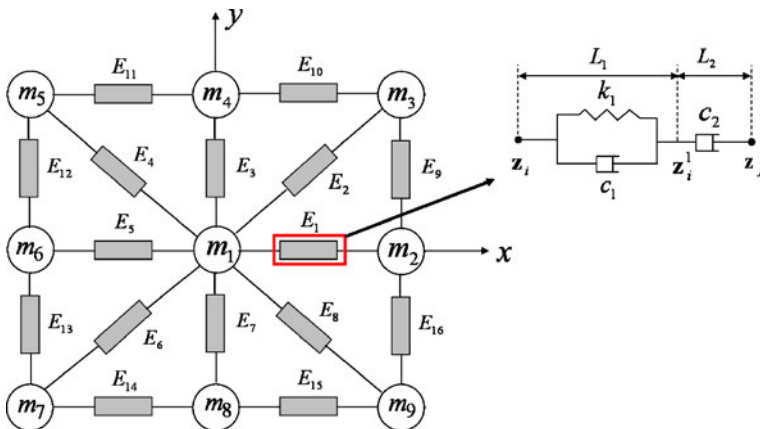 y
E₁₁ E₁₀ L₁ L₂
m₅ m₄ m₃ k₁ c₂
E₁₂ E₄ E₃ E₂ E₉ zᵢ c₁ zᵢ¹
E₅ E₁
m₆ m₁ m₂ x
E₁₃ E₆ E₇ E₈ E₁₆
E₁₄ E₁₅
m₇ m₈ m₉